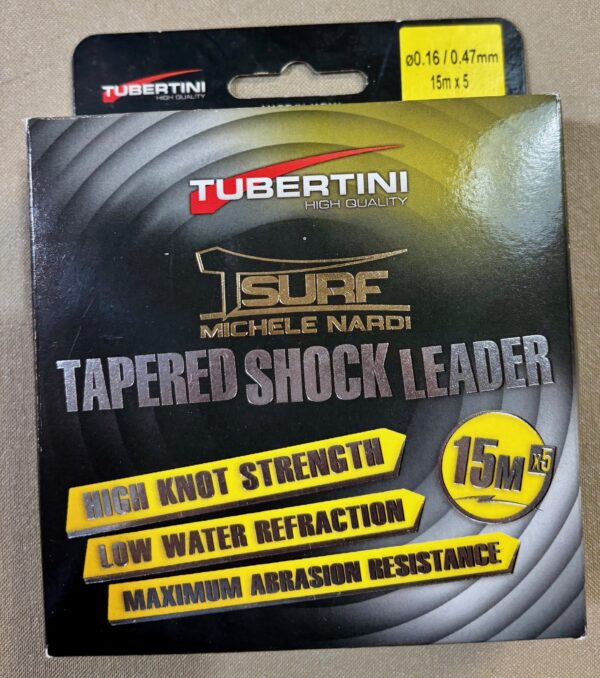 TUBERTINI
HIGH QUALITY
ø0.16 / 0.47mm
15m x 5
TUBERTINI
HIGH QUALITY
T SURF
MICHELE NARDI
TAPERED SHOCK LEADER
15M x5
HIGH KNOT STRENGTH
LOW WATER REFRACTION
MAXIMUM ABRASION RESISTANCE